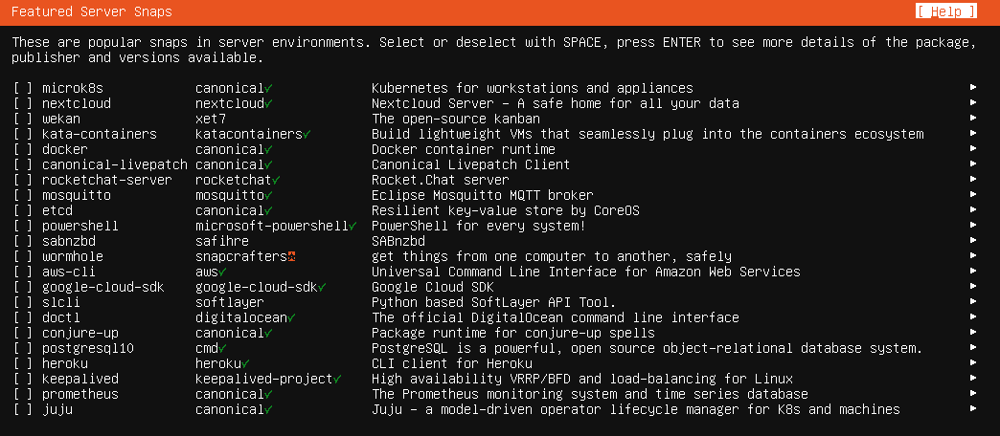 Featured Server Snaps [ Help ]
These are popular snaps in server environments. Select or deselect with SPACE, press ENTER to see more details of the package,
publisher and versions available.
[ ] microk8s canonical✓ Kubernetes for workstations and appliances ▸
[ ] nextcloud nextcloud✓ Nextcloud Server - A safe home for all your data ▸
[ ] wekan xet7 The open-source kanban ▸
[ ] kata-containers katacontainers✓ Build lightweight VMs that seamlessly plug into the containers ecosystem ▸
[ ] docker canonical✓ Docker container runtime ▸
[ ] canonical-livepatch canonical✓ Canonical Livepatch Client ▸
[ ] rocketchat-server rocketchat✓ Rocket.Chat server ▸
[ ] mosquitto mosquitto✓ Eclipse Mosquitto MQTT broker ▸
[ ] etcd canonical✓ Resilient key-value store by CoreOS ▸
[ ] powershell microsoft-powershell✓ PowerShell for every system! ▸
[ ] sabnzbd safihre SABnzbd ▸
[ ] wormhole snapcrafters get things from one computer to another, safely ▸
[ ] aws-cli aws✓ Universal Command Line Interface for Amazon Web Services ▸
[ ] google-cloud-sdk google-cloud-sdk✓ Google Cloud SDK ▸
[ ] slcli softlayer Python based SoftLayer API Tool. ▸
[ ] doctl digitalocean✓ The official DigitalOcean command line interface ▸
[ ] conjure-up canonical✓ Package runtime for conjure-up spells ▸
[ ] postgresql10 cmd✓ PostgreSQL is a powerful, open source object-relational database system. ▸
[ ] heroku heroku✓ CLI client for Heroku ▸
[ ] keepalived keepalived-project✓ High availability VRRP/BFD and load-balancing for Linux ▸
[ ] prometheus canonical✓ The Prometheus monitoring system and time series database ▸
[ ] juju canonical✓ Juju - a model-driven operator lifecycle manager for K8s and machines ▸